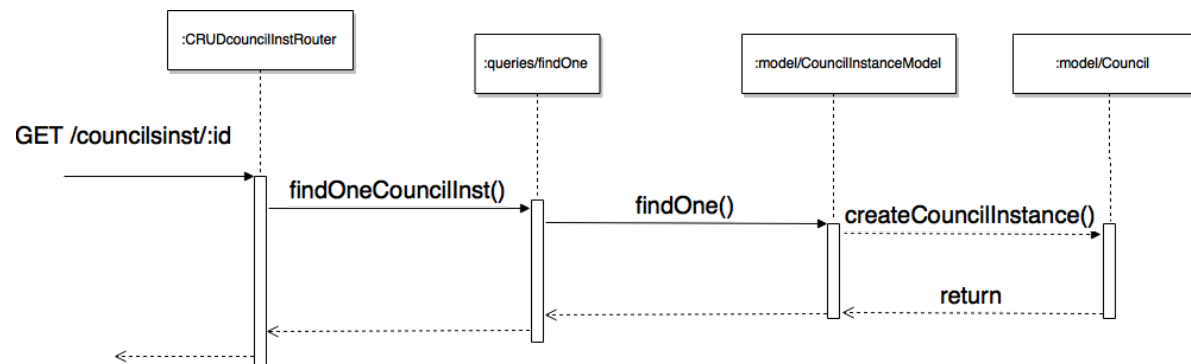 :CRUDcouncilInstRouter
:queries/findOne
:model/CouncilInstanceModel
:model/Council
GET /councilsinst/:id
findOneCouncilInst()
findOne()
createCouncilInstance()
return